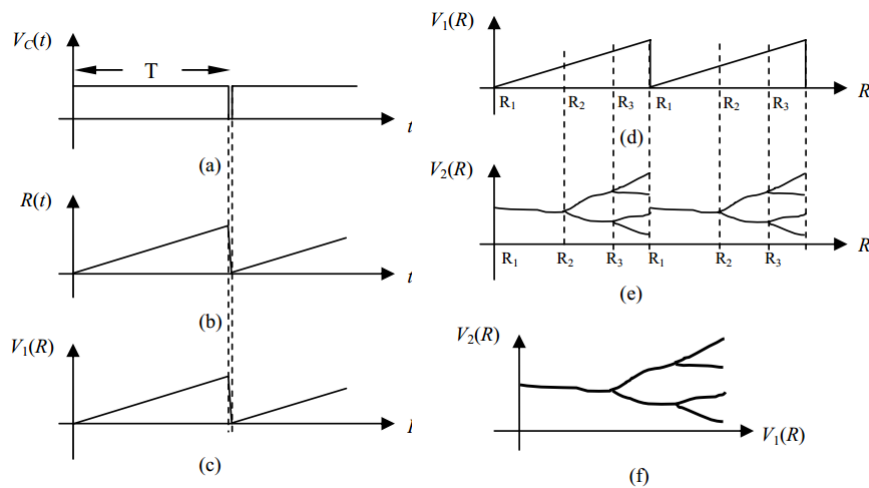 V_C(t)
T
t
(a)
R(t)
t
(b)
V_1(R)
(c)
V_1(R)
R_1 R_2 R_3 R_1 R_2 R_3 R
(d)
V_2(R)
R_1 R_2 R_3 R_1 R_2 R_3 R
(e)
V_2(R)
V_1(R)
(f)